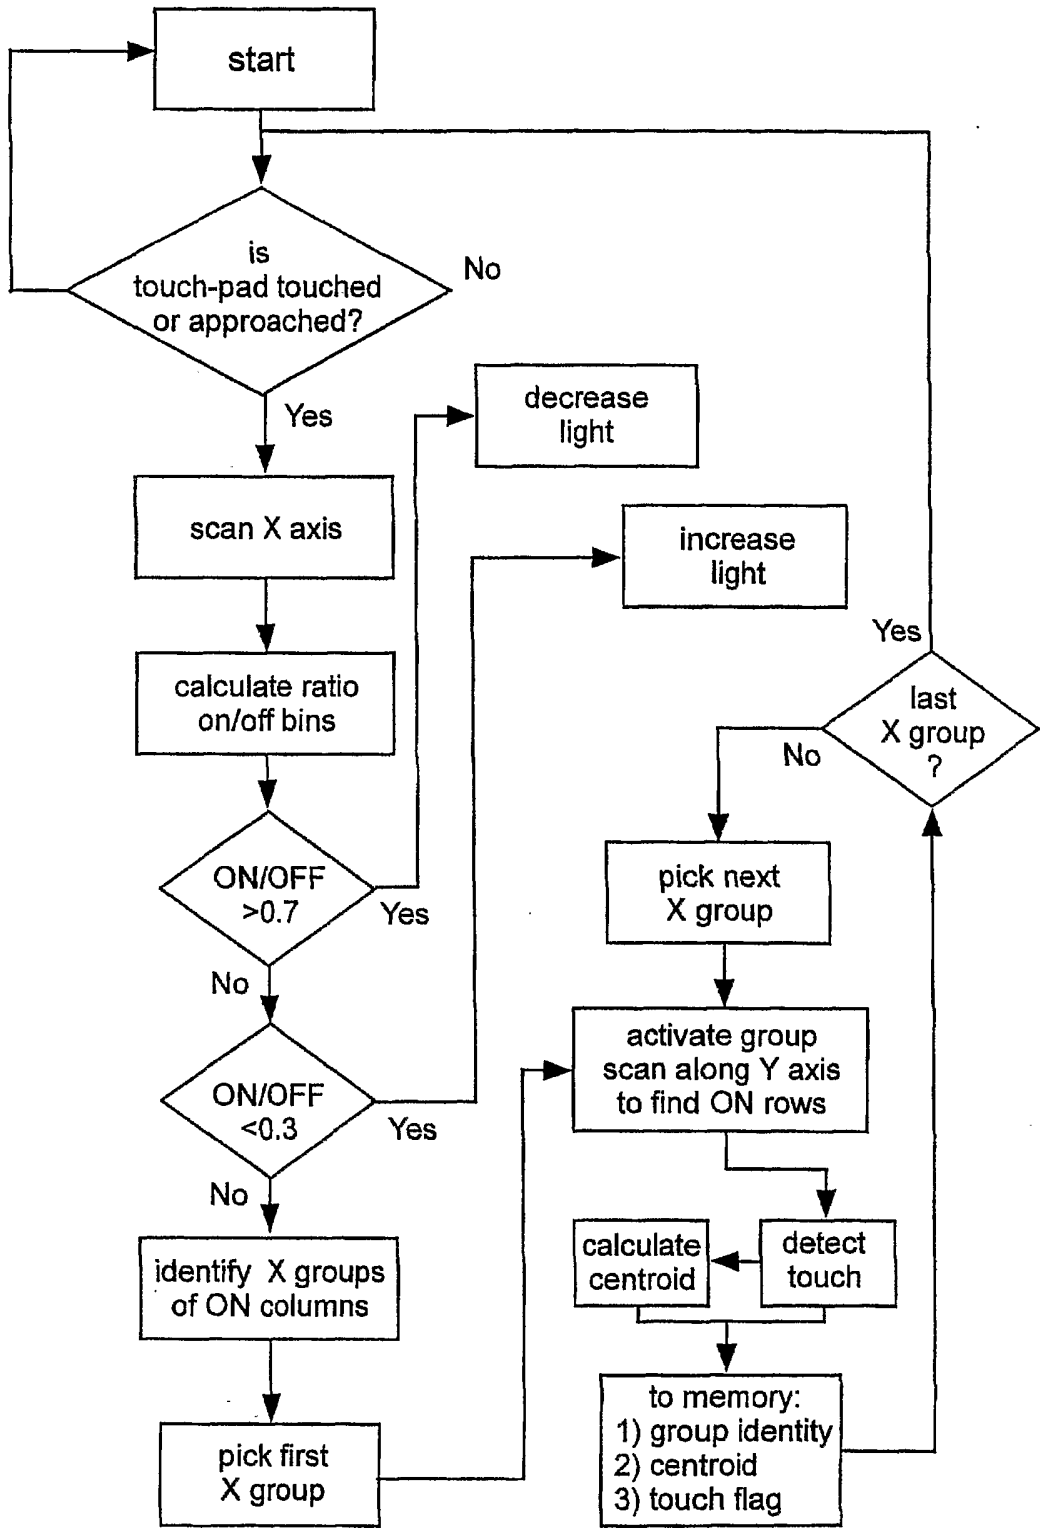 start
is
touch-pad touched
or approached?
No
Yes
decrease
light
scan X axis
increase
light
calculate ratio
on/off bins
Yes
last
X group
?
No
ON/OFF
>0.7
Yes
pick next
X group
No
activate group
scan along Y axis
to find ON rows
ON/OFF
<0.3
Yes
No
calculate
centroid
detect
touch
identify X groups
of ON columns
to memory:
1) group identity
2) centroid
3) touch flag
pick first
X group